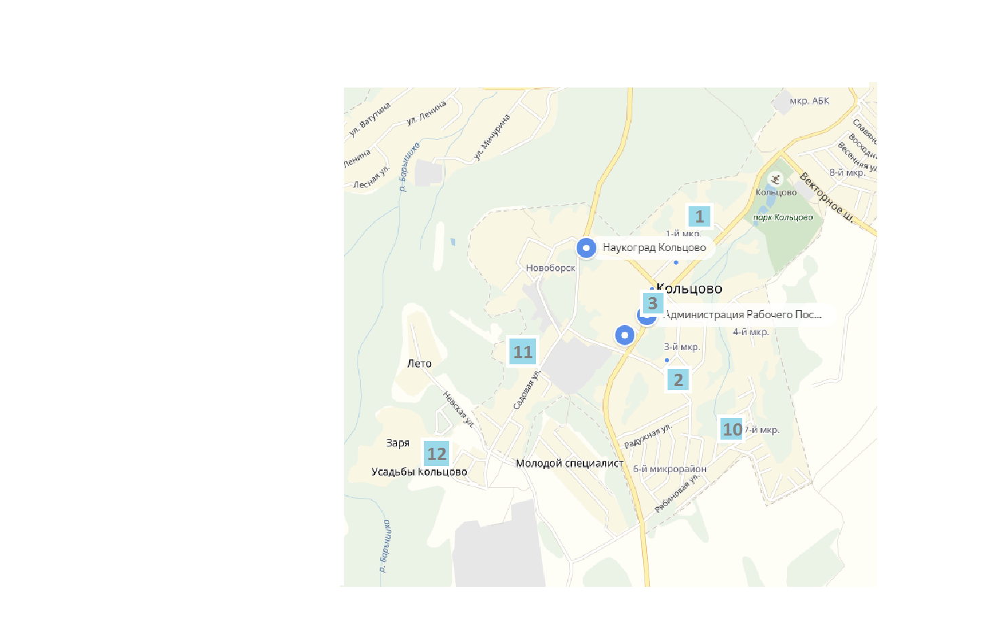 мкр. АБК
ул. Ватутина
ул. Ленина
ул. Мичурина
Ленина
Лесная ул.
р. Барышиха
Восходна
Весенняя ул
8-й мкр.
Векторное ш.
Кольцово
парк Кольцово
1
1-й мкр.
Наукоград Кольцово
Новоборск
Кольцово
3
Администрация Рабочего Пос...
4-й мкр.
3-й мкр.
11
Лето
2
Садовая ул.
Невская ул.
10
7-й мкр.
Радужная ул.
Заря
12
Усадьбы Кольцово
Молодой специалист
6-й микрорайон
Рябиновая ул.
р. Барышиха